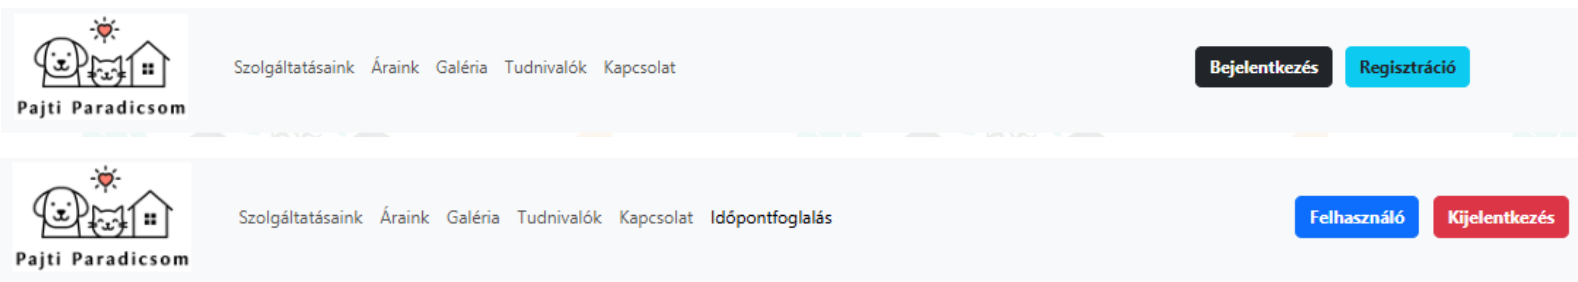 Szolgáltatásaink Áraink Galéria Tudnivalók Kapcsolat Bejelentkezés Regisztráció
Pajti Paradicsom
Szolgáltatásaink Áraink Galéria Tudnivalók Kapcsolat Időpontfoglalás Felhasználó Kijelentkezés
Pajti Paradicsom